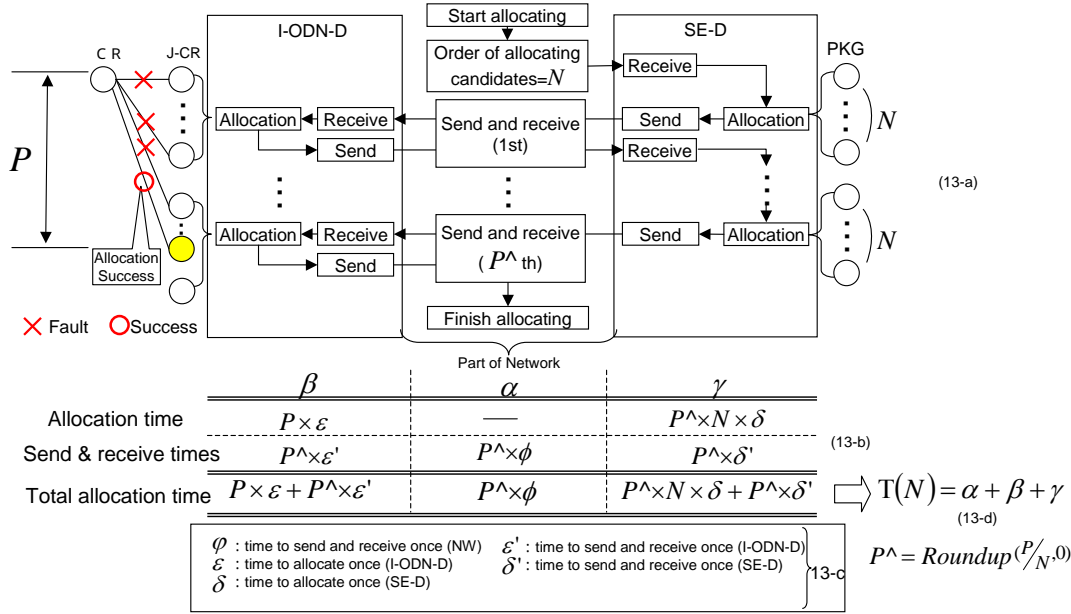 Start allocating
I-ODN-D
SE-D
C R
J-CR
Order of allocating
candidates=N
Receive
PKG
Allocation
Receive
Send and receive
(1st)
Send
Allocation
N
Send
Receive
P
(13-a)
Allocation
Receive
Send and receive
(P^ th)
Send
Allocation
N
Send
Allocation
Success
Finish allocating
Fault
Success
Part of Network
β α γ
Allocation time P×ε — P^×N×δ
(13-b)
Send & receive times P^×ε' P^×ϕ P^×δ'
Total allocation time P×ε+P^×ε' P^×ϕ P^×N×δ+P^×δ' T(N)=α+β+γ
(13-d)
φ : time to send and receive once (NW) ε' : time to send and receive once (I-ODN-D)
ε : time to allocate once (I-ODN-D) δ' : time to send and receive once (SE-D)
δ : time to allocate once (SE-D)
13-c
P^=Roundup(P/N,0)